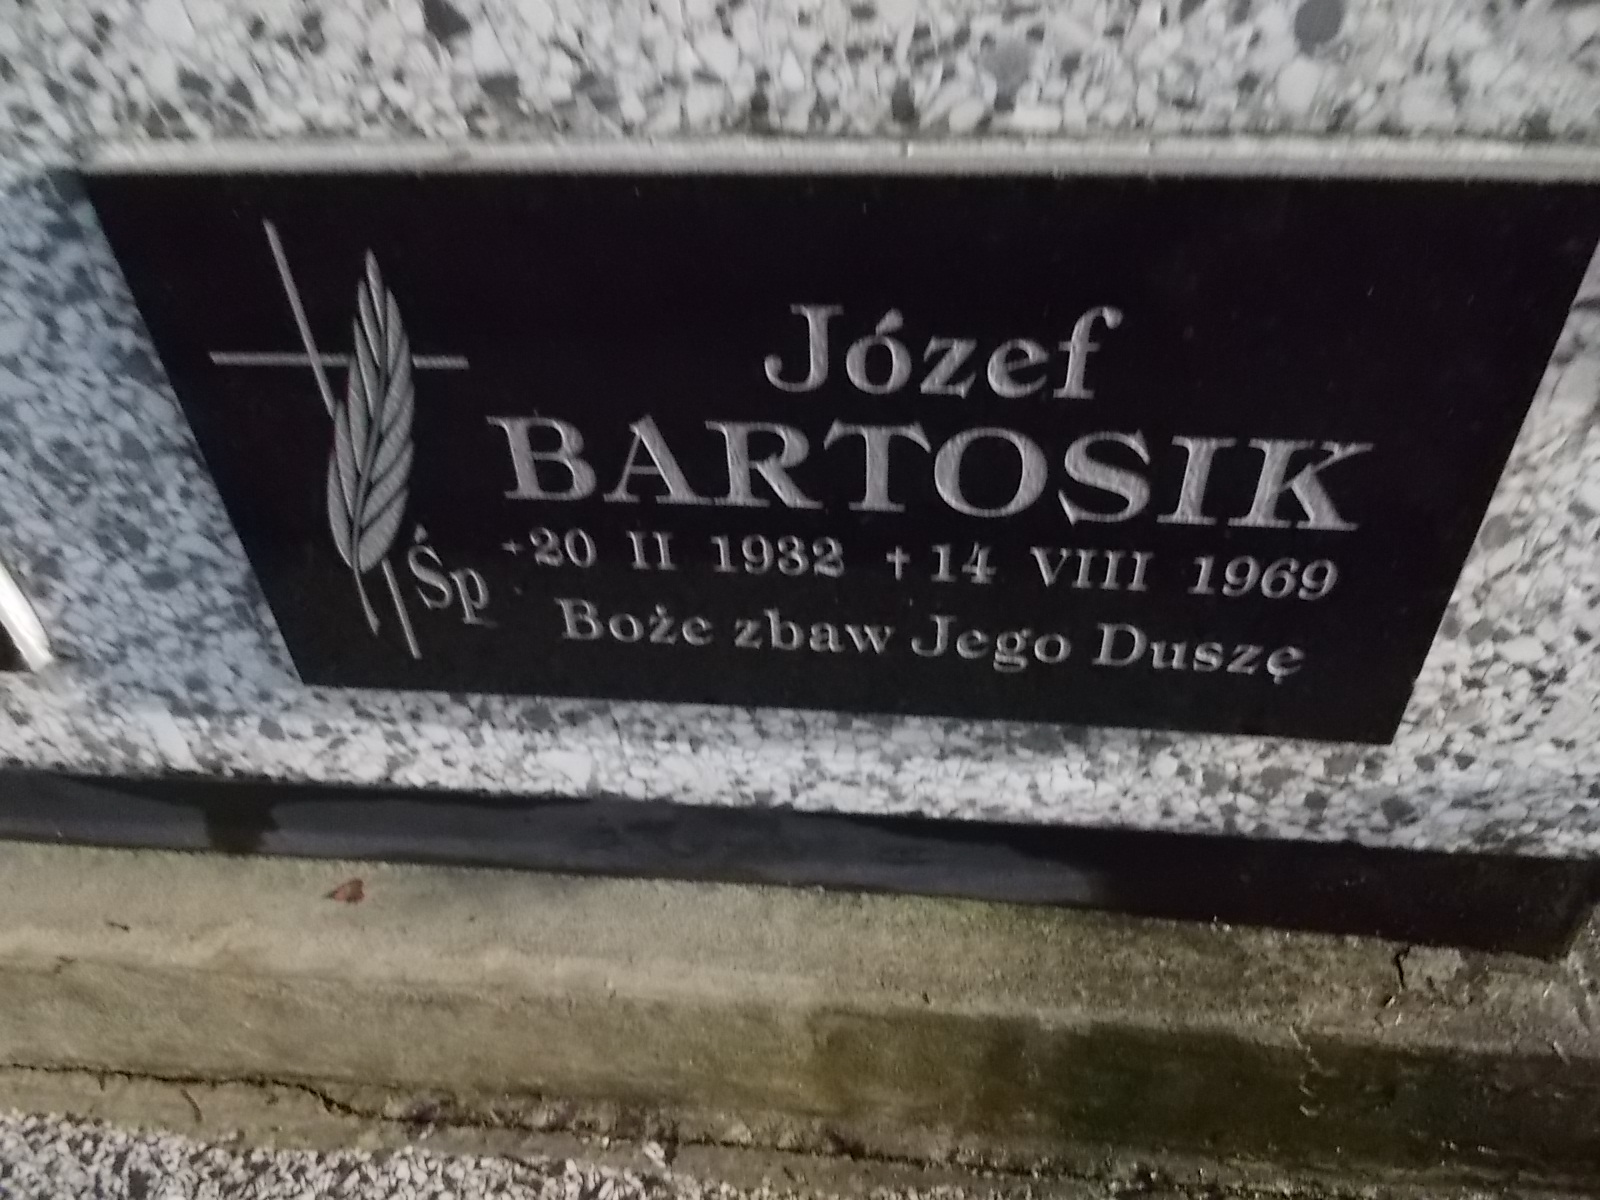 Józef
BARTOSIK
Śp
*20 II 1932 †14 VIII 1969
Boże zbaw Jego Duszę